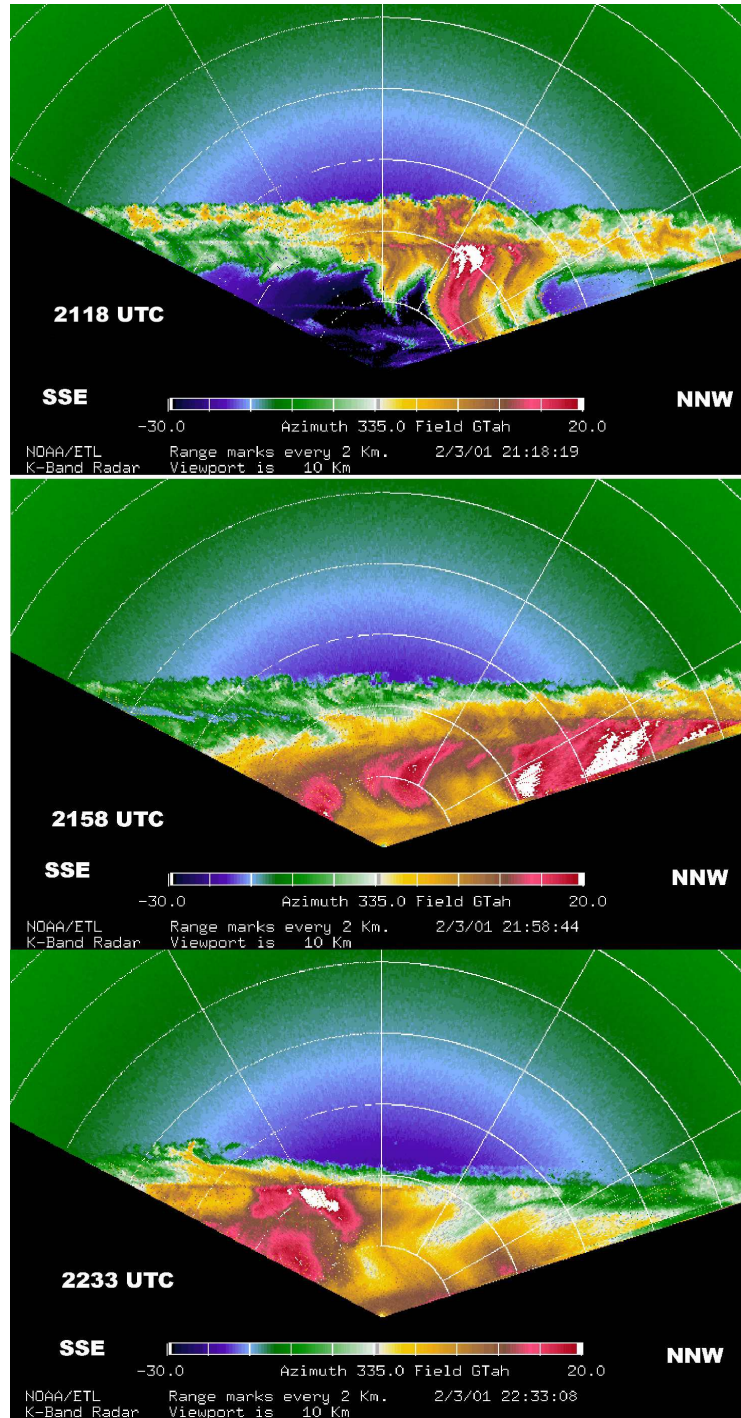 2118 UTC
SSE
NNW
-30.0 Azimuth 335.0 Field GTah 20.0
NOAA/ETL Range marks every 2 Km. 2/3/01 21:18:19
K-Band Radar Viewport is 10 Km
2158 UTC
SSE
NNW
-30.0 Azimuth 335.0 Field GTah 20.0
NOAA/ETL Range marks every 2 Km. 2/3/01 21:58:44
K-Band Radar Viewport is 10 Km
2233 UTC
SSE
NNW
-30.0 Azimuth 335.0 Field GTah 20.0
NOAA/ETL Range marks every 2 Km. 2/3/01 22:33:08
K-Band Radar Viewport is 10 Km